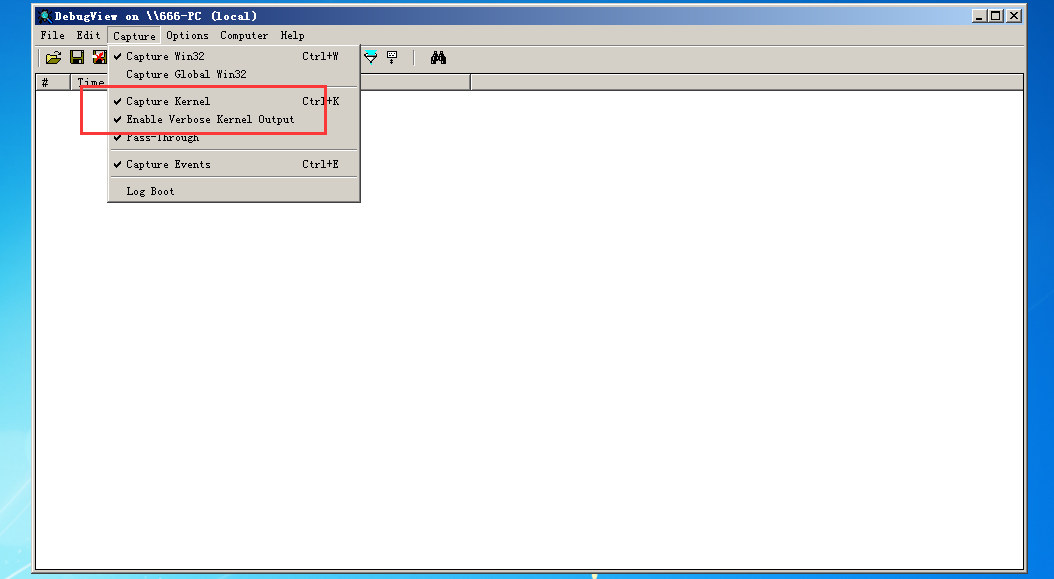 DebugView on \\666-PC (local)
File Edit Capture Options Computer Help
# Time
Capture Win32 Ctrl+W
Capture Global Win32
Capture Kernel Ctrl+K
Enable Verbose Kernel Output
Pass-Through
Capture Events Ctrl+E
Log Boot